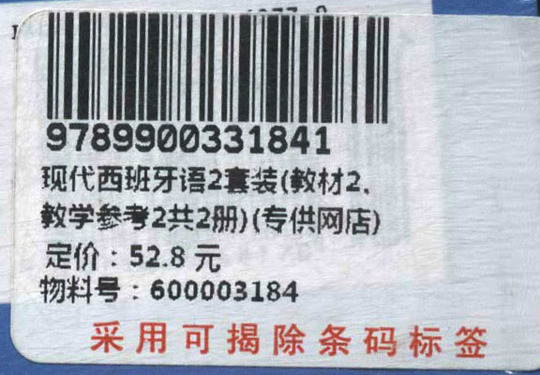 9789900331841
现代西班牙语2套装(教材2、
教学参考2共2册)(专供网店)
定价：52.8 元
物料号：600003184
采用可揭除条码标签